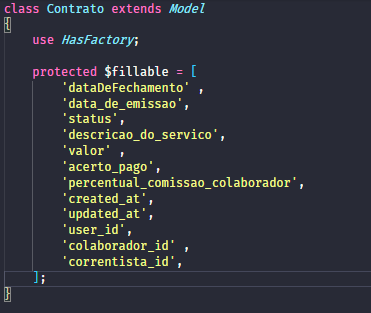 class Contrato extends Model
{
    use HasFactory;

    protected $fillable = [
        'dataDeFechamento' ,
        'data_de_emissao',
        'status',
        'descricao_do_servico',
        'valor' ,
        'acerto_pago',
        'percentual_comissao_colaborador',
        'created_at',
        'updated_at',
        'user_id',
        'colaborador_id' ,
        'correntista_id',
    ];
}